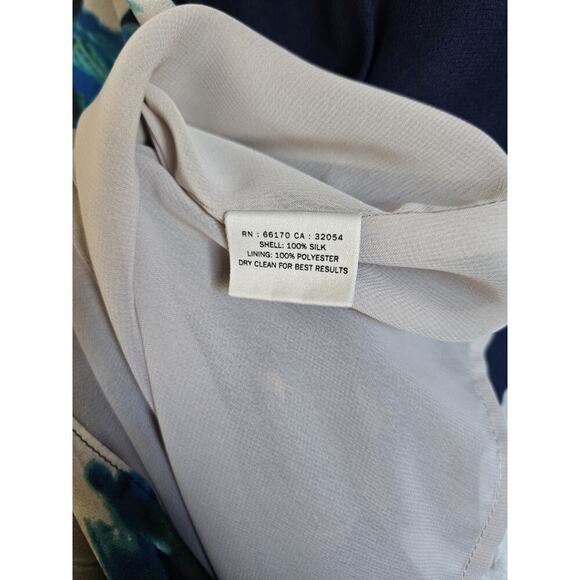 RN : 66170 CA : 32054
SHELL: 100% SILK
LINING: 100% POLYESTER
DRY CLEAN FOR BEST RESULTS